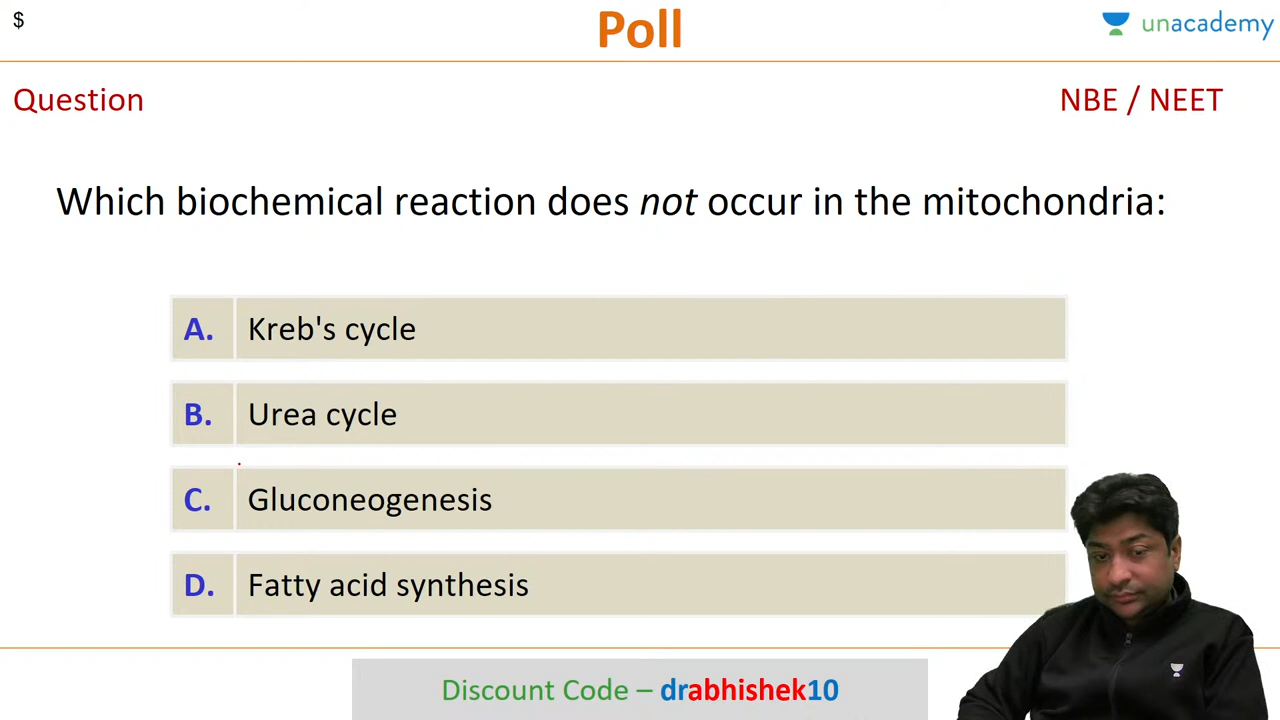 $
Poll
unacademy
Question
NBE / NEET
Which biochemical reaction does not occur in the mitochondria:
A. Kreb's cycle
B. Urea cycle
C. Gluconeogenesis
D. Fatty acid synthesis
Discount Code – drabhishek10